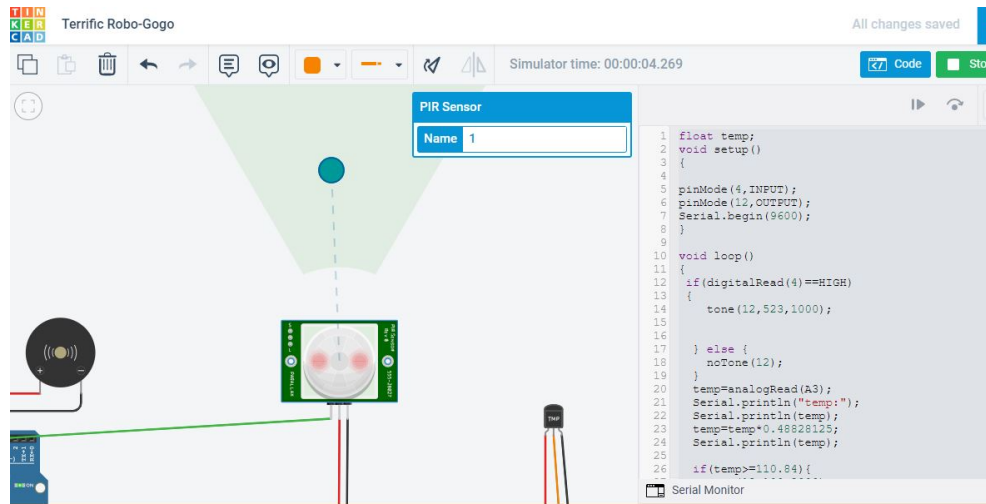 TINKERCAD
Terrific Robo-Gogo
All changes saved
Simulator time: 00:00:04.269
Code
Sto
PIR Sensor
Name 1
TMP
1 float temp;
2 void setup()
3 {
4
5 pinMode(4,INPUT);
6 pinMode(12,OUTPUT);
7 Serial.begin(9600);
8 }
9
10 void loop()
11 {
12 if(digitalRead(4)==HIGH)
13 {
14 tone(12,523,1000);
15
16
17 } else {
18 noTone(12);
19 }
20 temp=analogRead(A3);
21 Serial.println("temp:");
22 Serial.println(temp);
23 temp=temp*0.48828125;
24 Serial.println(temp);
25
26 if(temp>=110.84){
Serial Monitor